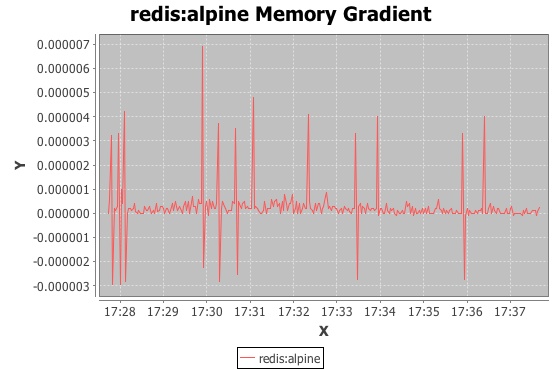 redis:alpine Memory Gradient
0.000007
0.000006
0.000005
0.000004
0.000003
0.000002
0.000001
0.000000
-0.000001
-0.000002
-0.000003
Y
17:28 17:29 17:30 17:31 17:32 17:33 17:34 17:35 17:36 17:37
X
redis:alpine